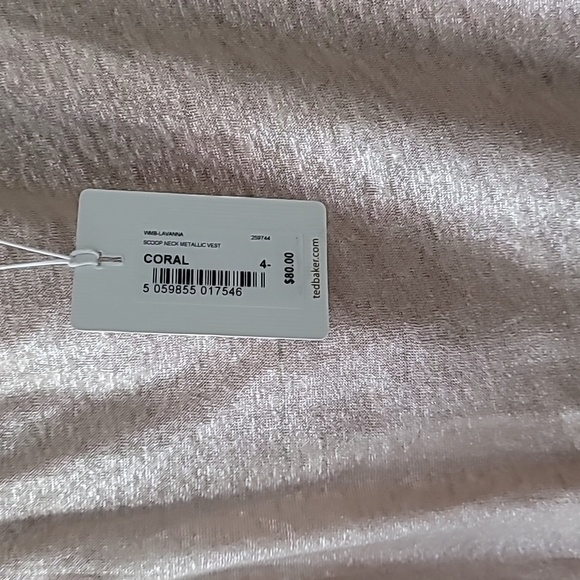 WMB-LAVANNA 259744
SCOOP NECK METALLIC VEST
CORAL 4-
5 059855 017546
$80.00
tedbaker.com